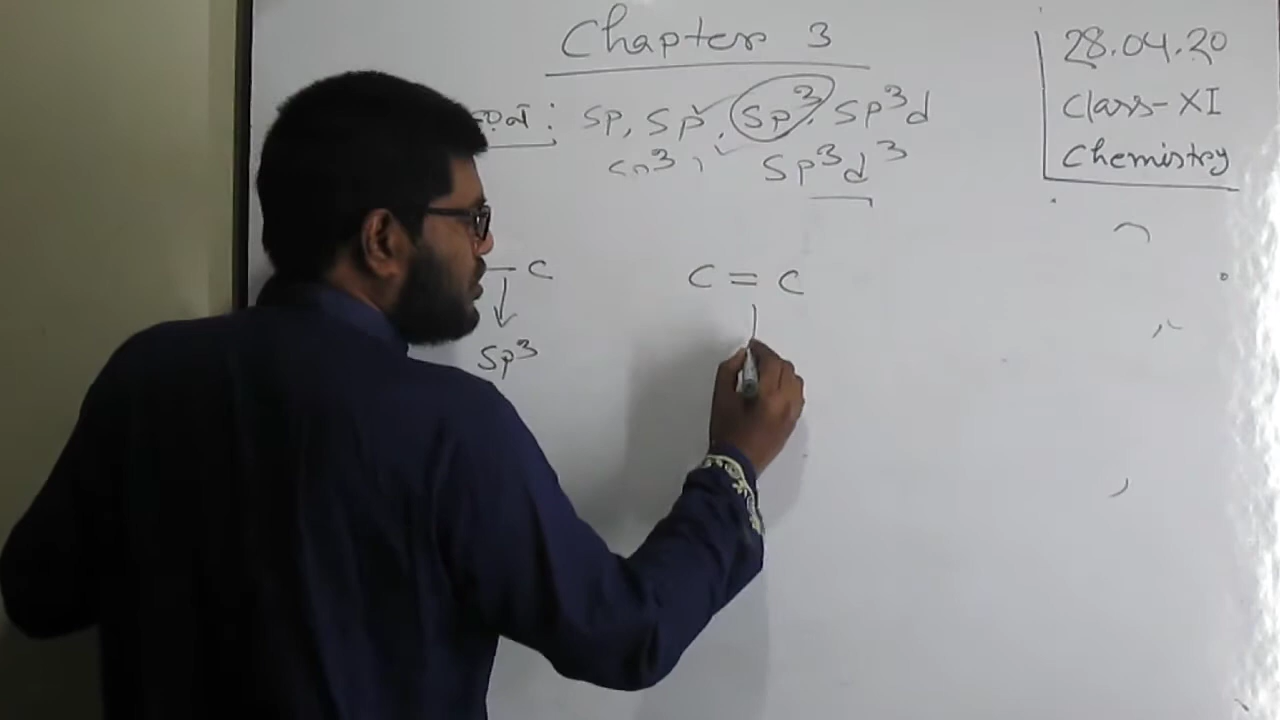 Chapter 3
28.04.20
Class-XI
Chemistry
: sp, sp², sp³, sp³d
sp³d³
— C
sp³
C = C